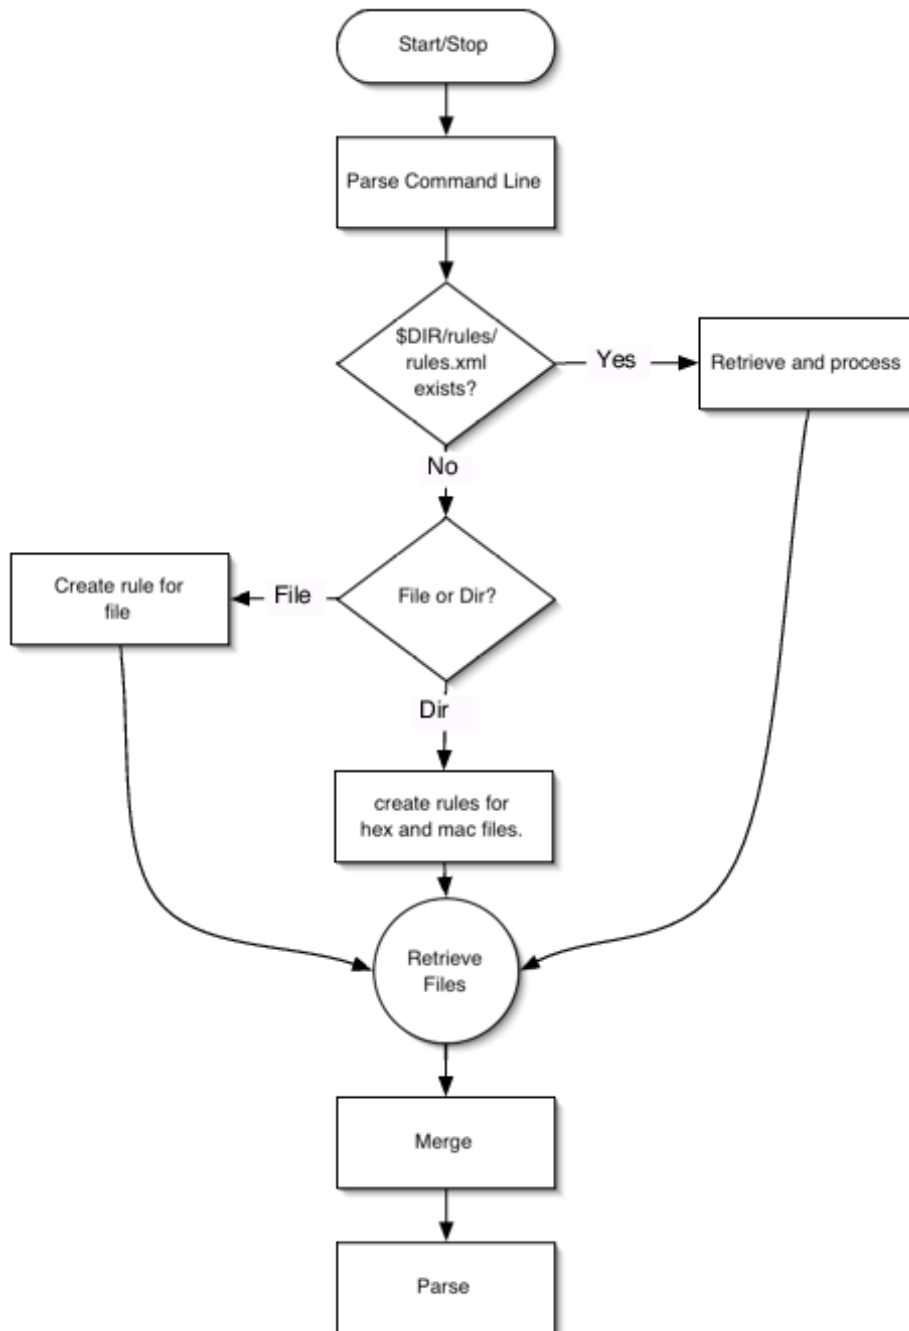 Start/Stop
Parse Command Line
$DIR/rules/
rules.xml
exists?
Yes
Retrieve and process
No
File or Dir?
File
Create rule for
file
Dir
create rules for
hex and mac files.
Retrieve
Files
Merge
Parse